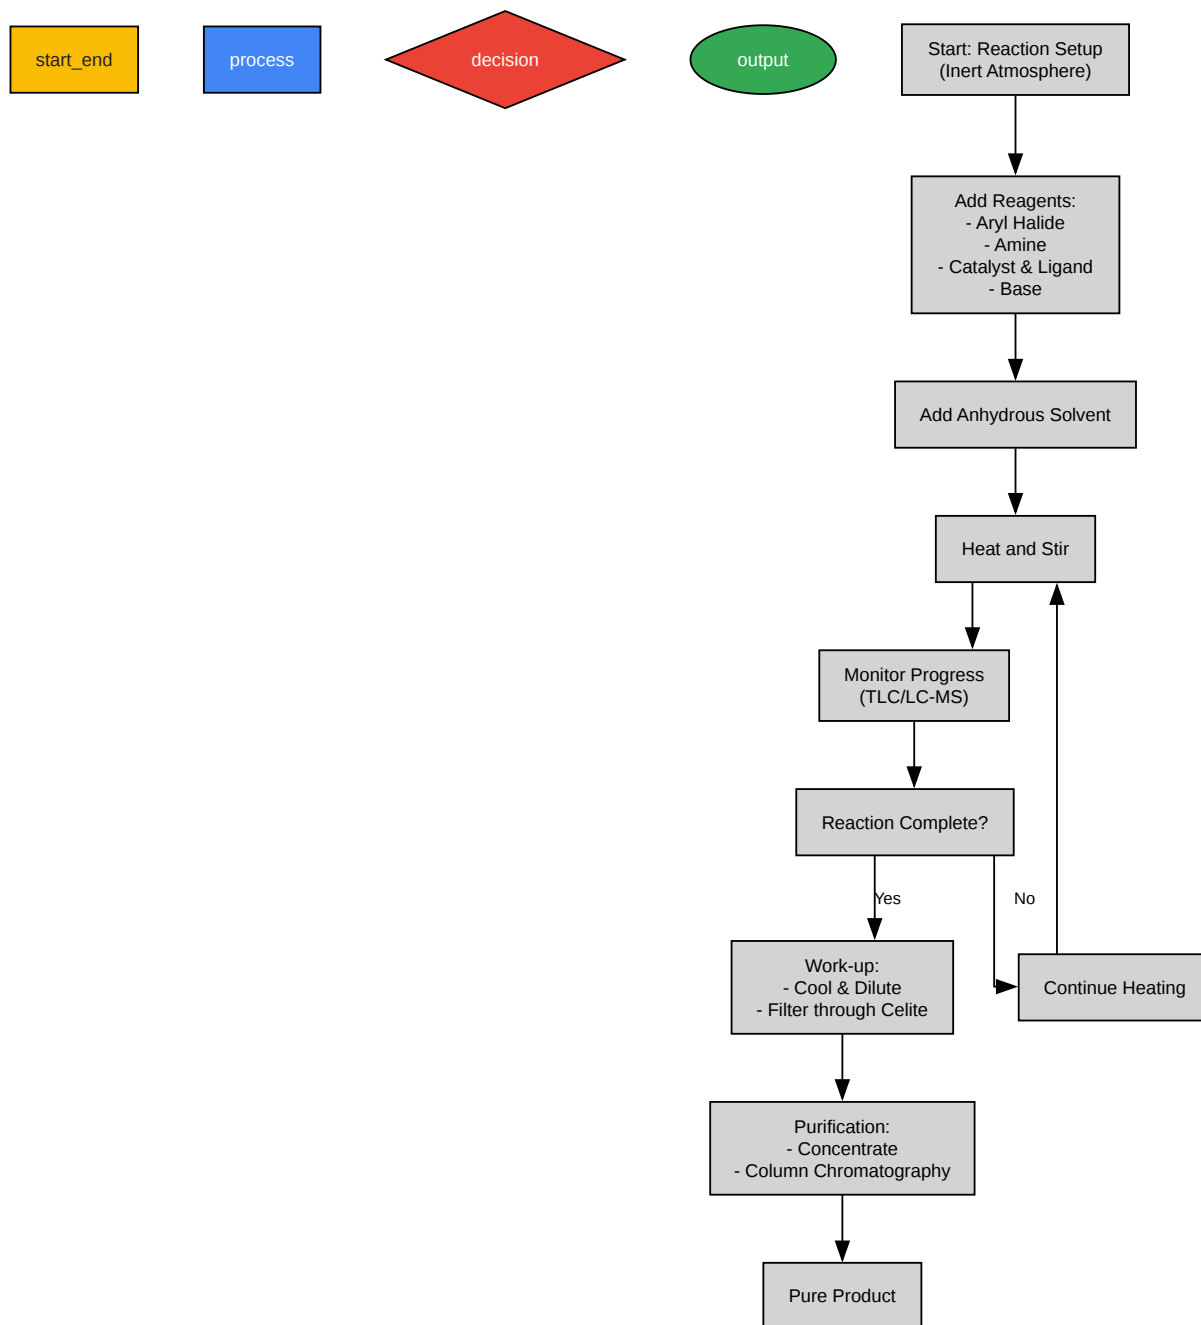 start_end
process
decision
output
Start: Reaction Setup
(Inert Atmosphere)
Add Reagents:
- Aryl Halide
- Amine
- Catalyst & Ligand
- Base
Add Anhydrous Solvent
Heat and Stir
Monitor Progress
(TLC/LC-MS)
Reaction Complete?
Yes
No
Work-up:
- Cool & Dilute
- Filter through Celite
Continue Heating
Purification:
- Concentrate
- Column Chromatography
Pure Product